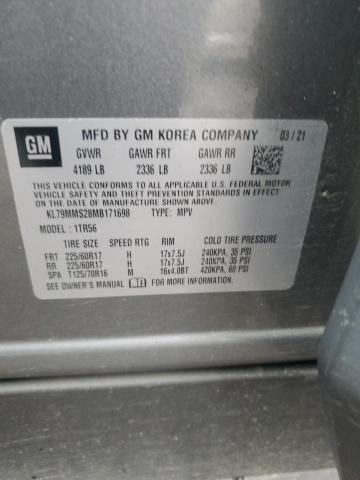 GM
MFD BY GM KOREA COMPANY 03/21
GVWR GAWR FRT GAWR RR
4189 LB 2336 LB 2336 LB
THIS VEHICLE CONFORMS TO ALL APPLICABLE U.S. FEDERAL MOTOR
VEHICLE SAFETY AND THEFT PREVENTION STANDARDS IN EFFECT ON
THE DATE OF MANUFACTURE SHOWN ABOVE.
KL79MMS28MB171698 TYPE: MPV
MODEL: 1TR56
TIRE SIZE SPEED RTG RIM COLD TIRE PRESSURE
FRT 225/60R17 H 17x7.5J 240KPA, 35 PSI
RR 225/60R17 H 17x7.5J 240KPA, 35 PSI
SPA T125/70R16 M 16x4.0BT 420KPA, 60 PSI
SEE OWNER'S MANUAL FOR MORE INFORMATION.